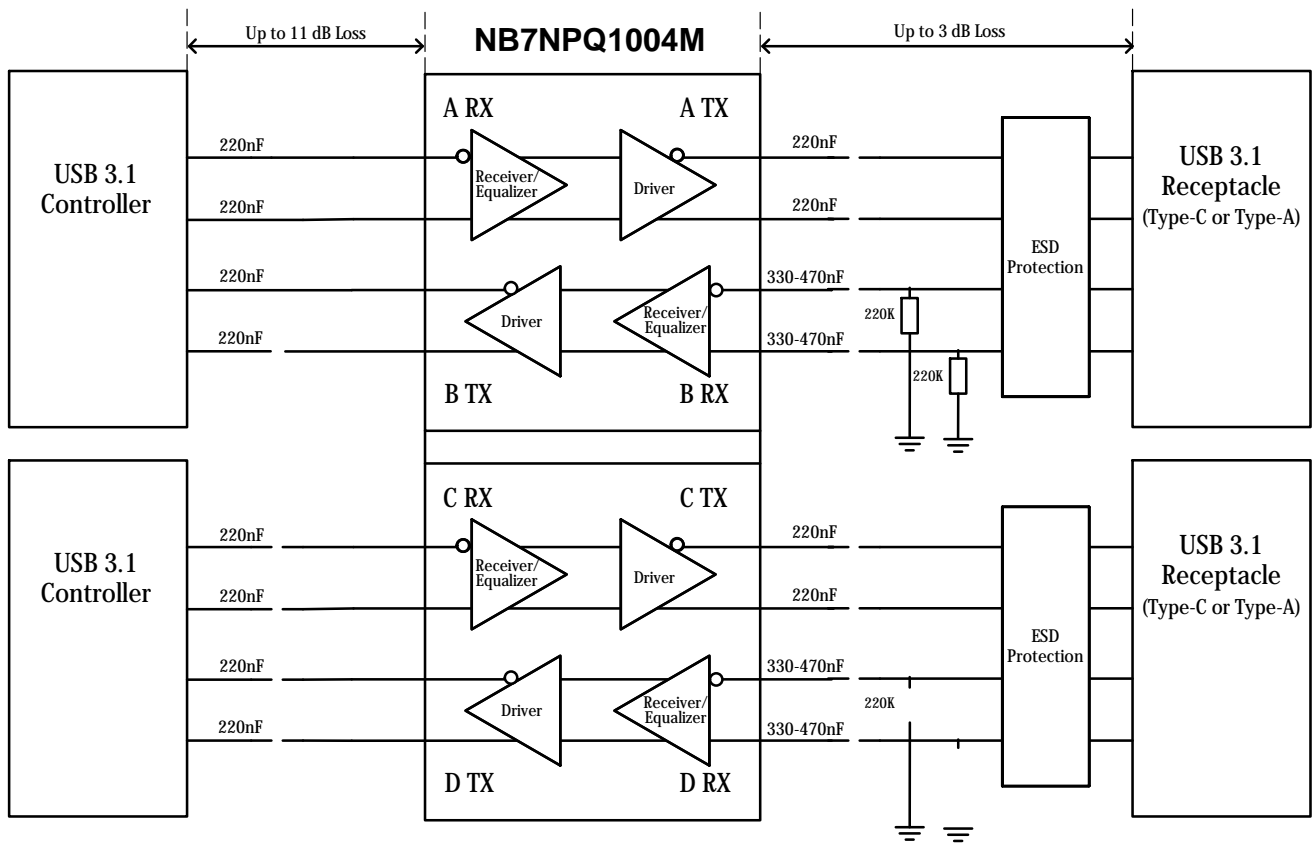 Up to 11 dB Loss
NB7NPQ1004M
Up to 3 dB Loss
A RX
A TX
USB 3.1
Controller
220nF
220nF
220nF
220nF
Receiver/
Equalizer
Driver
Driver
Receiver/
Equalizer
B TX
B RX
220nF
220nF
330-470nF
330-470nF
220K
220K
ESD
Protection
USB 3.1
Receptacle
(Type-C or Type-A)
C RX
C TX
USB 3.1
Controller
220nF
220nF
220nF
220nF
Receiver/
Equalizer
Driver
Driver
Receiver/
Equalizer
D TX
D RX
220nF
220nF
330-470nF
330-470nF
220K
ESD
Protection
USB 3.1
Receptacle
(Type-C or Type-A)